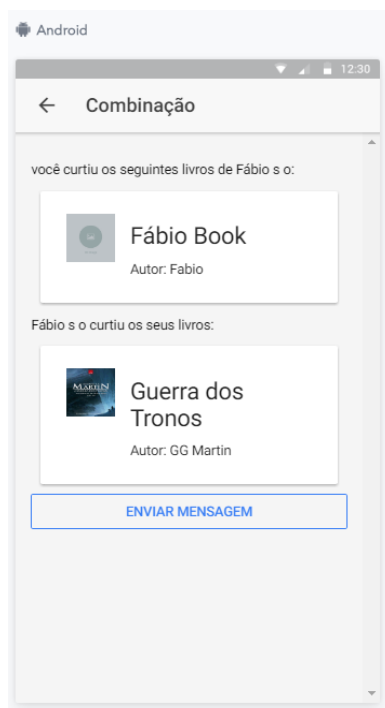 Android
12:30
Combinação
você curtiu os seguintes livros de Fábio s o:
Fábio Book
Autor: Fabio
Fábio s o curtiu os seus livros:
MARTIN
Guerra dos
Tronos
Autor: GG Martin
ENVIAR MENSAGEM